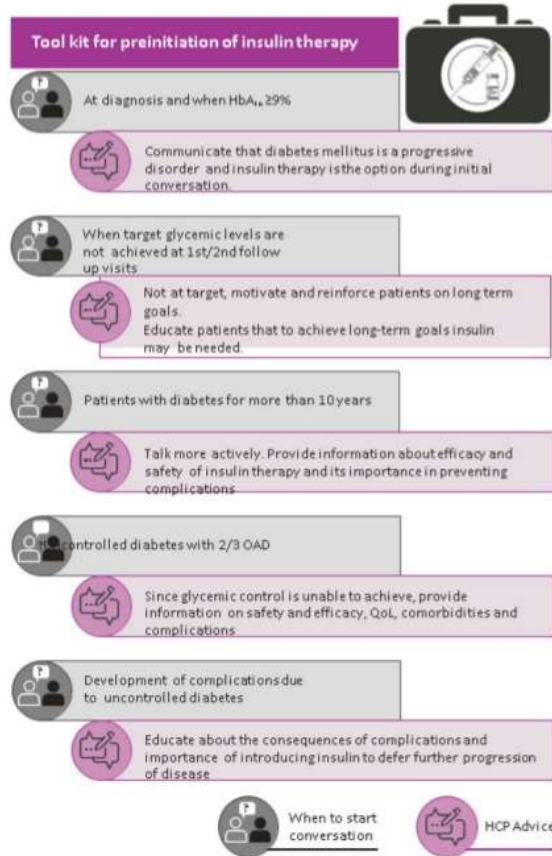 Tool kit for preinitiation of insulin therapy
?
At diagnosis and when HbA₁c ≥9%
Communicate that diabetes mellitus is a progressive
disorder and insulin therapy is the option during initial
conversation.
?
When target glycemic levels are
not achieved at 1st/2nd follow
up visits
Not at target, motivate and reinforce patients on long term
goals.
Educate patients that to achieve long-term goals insulin
may be needed.
?
Patients with diabetes for more than 10 years
Talk more actively. Provide information about efficacy and
safety of insulin therapy and its importance in preventing
complications
controlled diabetes with 2/3 OAD
Since glycemic control is unable to achieve, provide
information on safety and efficacy, QoL, comorbidities and
complications
?
Development of complications due
to uncontrolled diabetes
Educate about the consequences of complications and
importance of introducing insulin to defer further progression
of disease
?
When to start
conversation
HCP Advice